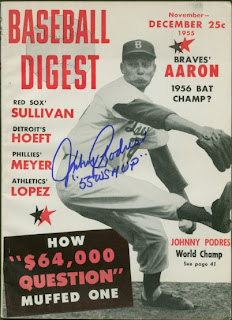 BASEBALL
DIGEST
November-
DECEMBER 25c
1955
BRAVES'
AARON
1956 BAT
CHAMP?
RED SOX'
SULLIVAN
DETROIT'S
HOEFT
PHILLIES'
MEYER
ATHLETICS'
LOPEZ
B
Johnny Podres
"55 WS MVP"
HOW
"$64,000
QUESTION"
MUFFED ONE
JOHNNY PODRES
World Champ
See page 41